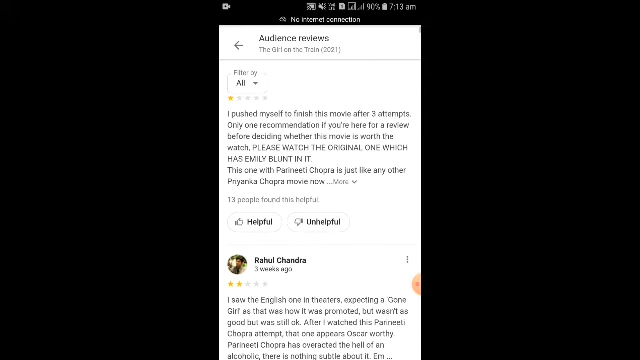 90% 7:13 am
No internet connection
Audience reviews
The Girl on the Train (2021)
Filter by
All
I pushed myself to finish this movie after 3 attempts.
Only one recommendation if you're here for a review
before deciding whether this movie is worth the
watch, PLEASE WATCH THE ORIGINAL ONE WHICH
HAS EMILY BLUNT IN IT.
This one with Parineeti Chopra is just like any other
Priyanka Chopra movie now ...More
13 people found this helpful.
Helpful Unhelpful
Rahul Chandra
3 weeks ago
I saw the English one in theaters, expecting a 'Gone
Girl' as that was how it was promoted, but wasn't as
good but was still ok. After I watched this Parineeti
Chopra attempt, that one appears Oscar worthy.
Parineeti Chopra has overacted the hell of an
alcoholic, there is nothing subtle about it. Em ...